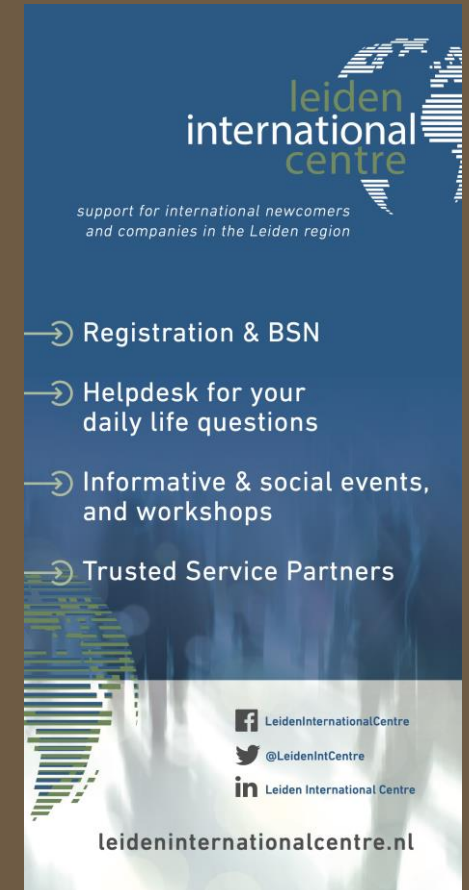 leiden
international
centre
support for international newcomers
and companies in the Leiden region
Registration & BSN
Helpdesk for your
daily life questions
Informative & social events,
and workshops
Trusted Service Partners
LeidenInternationalCentre
@LeidenIntCentre
in Leiden International Centre
leideninternationalcentre.nl